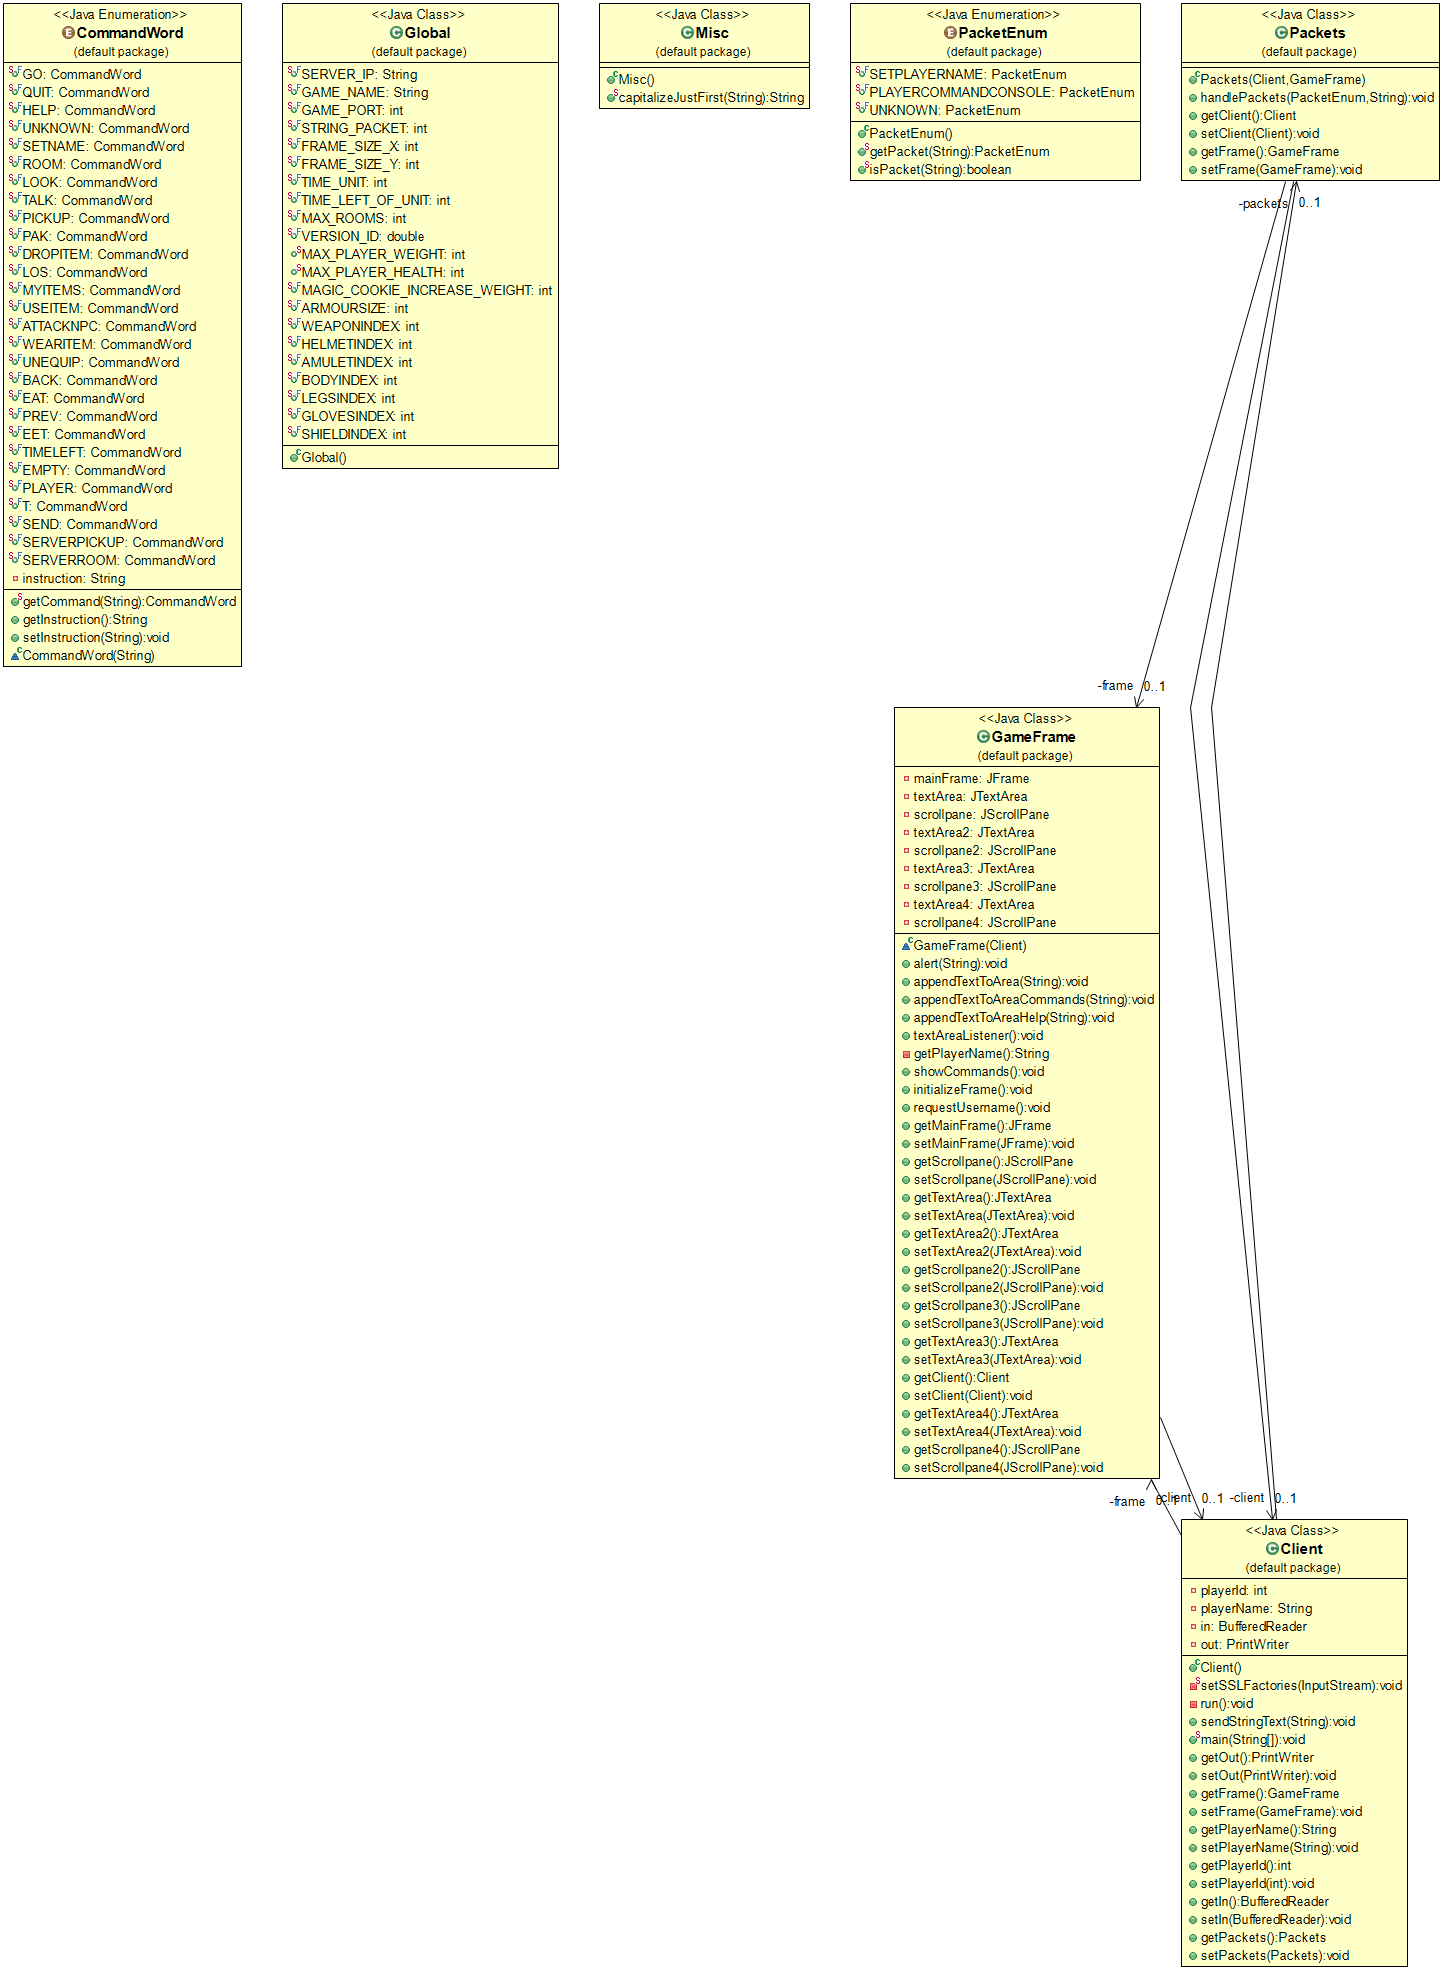 <<Java Enumeration>>
CommandWord
(default package)
GO: CommandWord
QUIT: CommandWord
HELP: CommandWord
UNKNOWN: CommandWord
SETNAME: CommandWord
ROOM: CommandWord
LOOK: CommandWord
TALK: CommandWord
PICKUP: CommandWord
PAK: CommandWord
DROPITEM: CommandWord
LOS: CommandWord
MYITEMS: CommandWord
USEITEM: CommandWord
ATTACKNPC: CommandWord
WEARITEM: CommandWord
UNEQUIP: CommandWord
BACK: CommandWord
EAT: CommandWord
PREV: CommandWord
EET: CommandWord
TIMELEFT: CommandWord
EMPTY: CommandWord
PLAYER: CommandWord
T: CommandWord
SEND: CommandWord
SERVERPICKUP: CommandWord
SERVERROOM: CommandWord
instruction: String
getCommand(String):CommandWord
getInstruction():String
setInstruction(String):void
CommandWord(String)
<<Java Class>>
Global
(default package)
SERVER_IP: String
GAME_NAME: String
GAME_PORT: int
STRING_PACKET: int
FRAME_SIZE_X: int
FRAME_SIZE_Y: int
TIME_UNIT: int
TIME_LEFT_OF_UNIT: int
MAX_ROOMS: int
VERSION_ID: double
MAX_PLAYER_WEIGHT: int
MAX_PLAYER_HEALTH: int
MAGIC_COOKIE_INCREASE_WEIGHT: int
ARMOURSIZE: int
WEAPONINDEX: int
HELMETINDEX: int
AMULETINDEX: int
BODYINDEX: int
LEGSINDEX: int
GLOVESINDEX: int
SHIELDINDEX: int
Global()
<<Java Class>>
Misc
(default package)
Misc()
capitalizeJustFirst(String):String
<<Java Enumeration>>
PacketEnum
(default package)
SETPLAYERNAME: PacketEnum
PLAYERCOMMANDCONSOLE: PacketEnum
UNKNOWN: PacketEnum
PacketEnum()
getPacket(String):PacketEnum
isPacket(String):boolean
<<Java Class>>
Packets
(default package)
Packets(Client,GameFrame)
handlePackets(PacketEnum,String):void
getClient():Client
setClient(Client):void
getFrame():GameFrame
setFrame(GameFrame):void
-packets 0..1
-frame 0..1
<<Java Class>>
GameFrame
(default package)
mainFrame: JFrame
textArea: JTextArea
scrollpane: JScrollPane
textArea2: JTextArea
scrollpane2: JScrollPane
textArea3: JTextArea
scrollpane3: JScrollPane
textArea4: JTextArea
scrollpane4: JScrollPane
GameFrame(Client)
alert(String):void
appendTextToArea(String):void
appendTextToAreaCommands(String):void
appendTextToAreaHelp(String):void
textAreaListener():void
getPlayerName():String
showCommands():void
initializeFrame():void
requestUsername():void
getMainFrame():JFrame
setMainFrame(JFrame):void
getScrollpane():JScrollPane
setScrollpane(JScrollPane):void
getTextArea():JTextArea
setTextArea(JTextArea):void
getTextArea2():JTextArea
setTextArea2(JTextArea):void
getScrollpane2():JScrollPane
setScrollpane2(JScrollPane):void
getScrollpane3():JScrollPane
setScrollpane3(JScrollPane):void
getTextArea3():JTextArea
setTextArea3(JTextArea):void
getClient():Client
setClient(Client):void
getTextArea4():JTextArea
setTextArea4(JTextArea):void
getScrollpane4():JScrollPane
setScrollpane4(JScrollPane):void
-frame 0..1
-client 0..1
-client 0..1
<<Java Class>>
Client
(default package)
playerId: int
playerName: String
in: BufferedReader
out: PrintWriter
Client()
setSSLFactories(InputStream):void
run():void
sendStringText(String):void
main(String[]):void
getOut():PrintWriter
setOut(PrintWriter):void
getFrame():GameFrame
setFrame(GameFrame):void
getPlayerName():String
setPlayerName(String):void
getPlayerId():int
setPlayerId(int):void
getIn():BufferedReader
setIn(BufferedReader):void
getPackets():Packets
setPackets(Packets):void